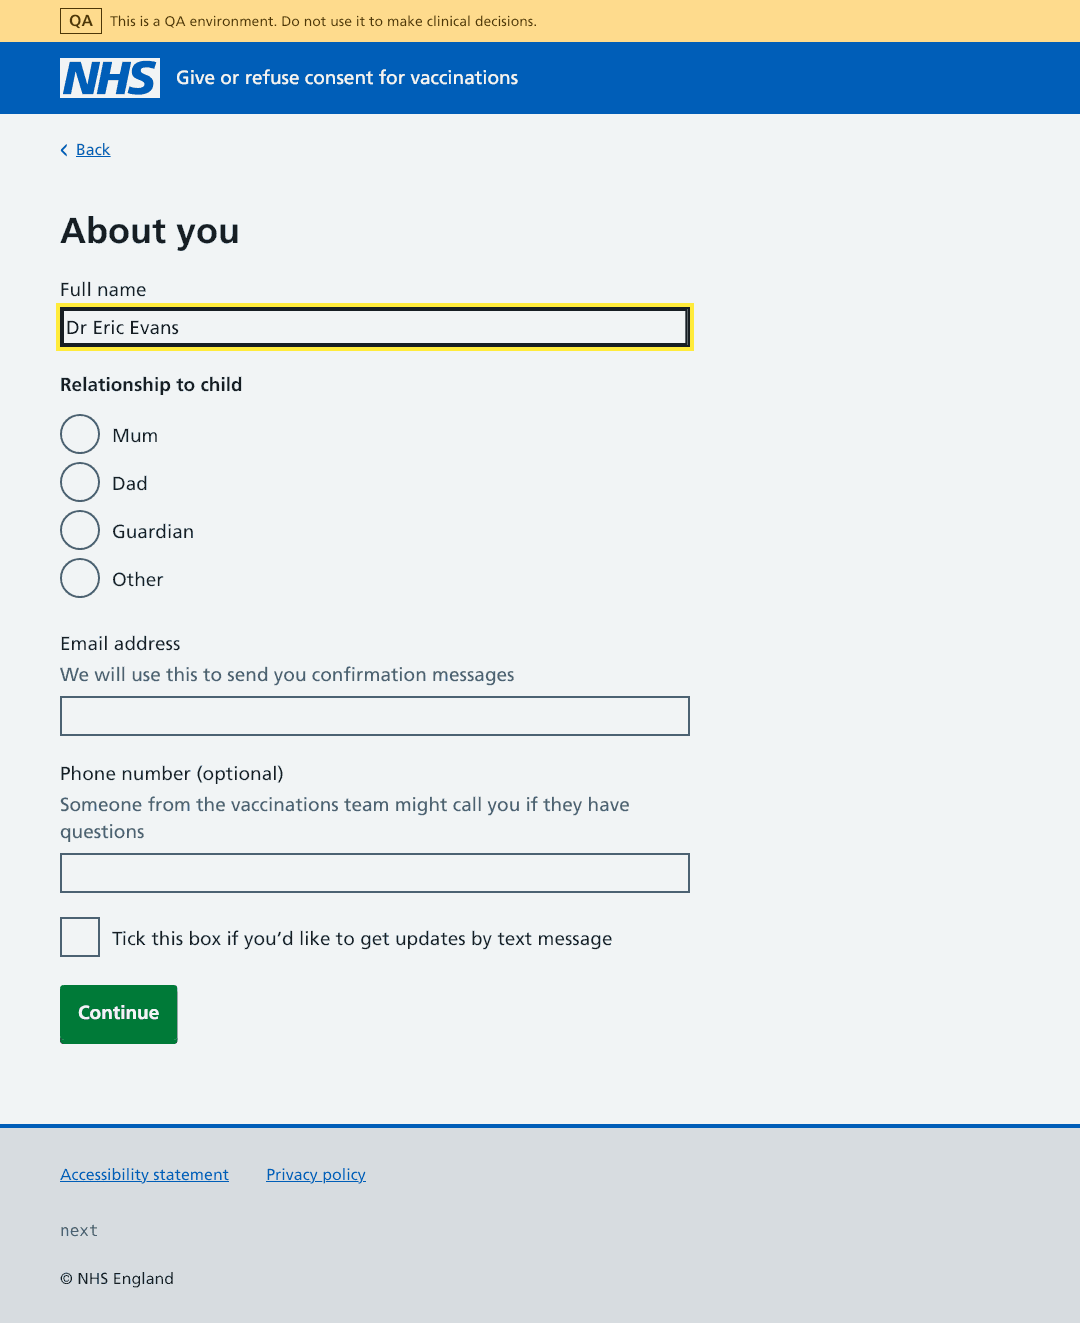 QA This is a QA environment. Do not use it to make clinical decisions.
NHS Give or refuse consent for vaccinations
Back
About you
Full name
Dr Eric Evans
Relationship to child
Mum
Dad
Guardian
Other
Email address
We will use this to send you confirmation messages
Phone number (optional)
Someone from the vaccinations team might call you if they have
questions
Tick this box if you’d like to get updates by text message
Continue
Accessibility statement Privacy policy
next
© NHS England